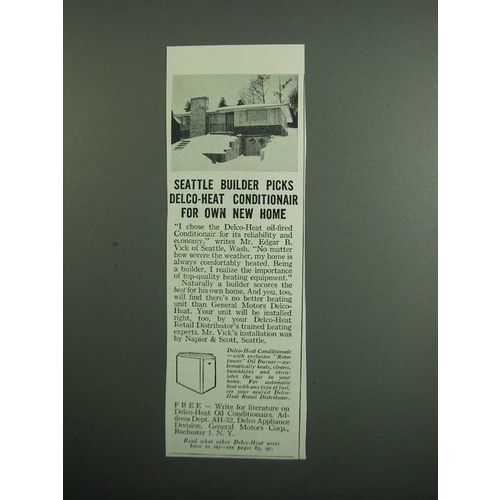 SEATTLE BUILDER PICKS
DELCO-HEAT CONDITIONAIR
FOR OWN NEW HOME
"I chose the Delco-Heat oil-fired
Conditionair for its reliability and
economy," writes Mr. Edgar B.
Vick of Seattle, Wash. "No matter
how severe the weather, my home is
always comfortably heated. Being
a builder, I realize the importance
of top-quality heating equipment."
Naturally a builder secures the
best for his own home. And you, too,
will find there's no better heating
unit than General Motors Delco-
Heat. Your unit will be installed
right, too, by your Delco-Heat
Retail Distributor's trained heating
experts. Mr. Vick's installation was
by Napier & Scott, Seattle.
Delco-Heat Conditionair
—with exclusive "Roto-
power" Oil Burner—au-
tomatically heats, cleans,
humidifies and circu-
lates the air in your
home. For automatic
heat with any type of fuel,
see your nearest Delco-
Heat Retail Distributor.
FREE — Write for literature on
Delco-Heat Oil Conditionairs. Ad-
dress Dept. AH-32, Delco Appliance
Division, General Motors Corp.,
Rochester 1, N. Y.
Read what other Delco-Heat users
have to say—see pages 83, 97.